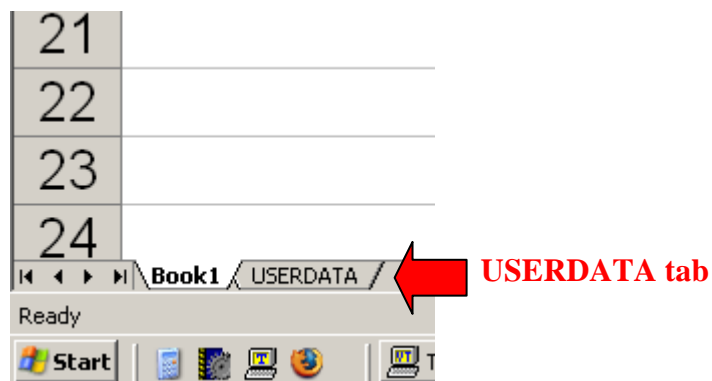 21
22
23
24
Book1 USERDATA
USERDATA tab
Ready
Start